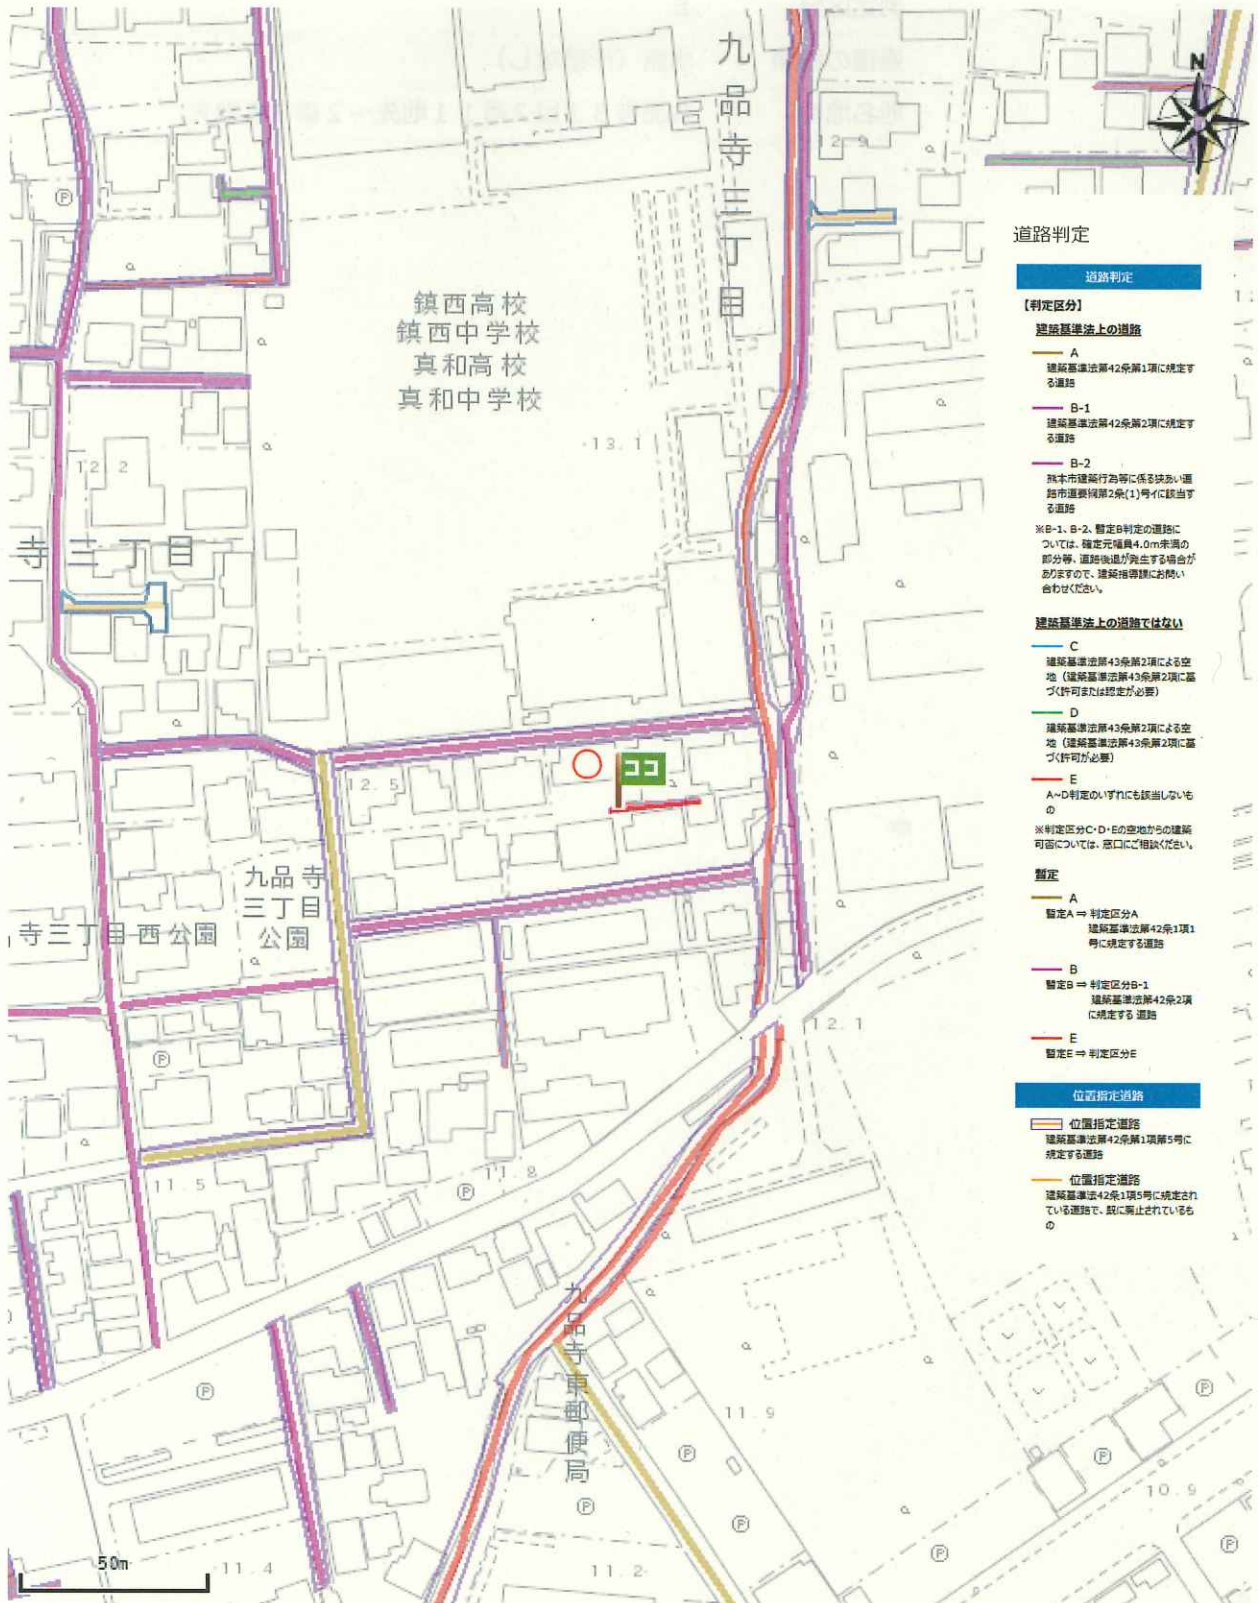 九品寺三丁目
N
12.9
鎮西高校
鎮西中学校
真和高校
真和中学校
13.1
12.2
寺三丁目
ココ
12.5
九品寺
三丁目
公園
寺三丁目西公園
12.1
11.5
11.8
九品寺東郵便局
11.9
10.9
11.4
11.2
50m
P
P
P
P
P
P
P
P
P
P
P
道路判定
道路判定
【判定区分】
建築基準法上の道路
A
建築基準法第42条第1項に規定す
る道路
B-1
建築基準法第42条第2項に規定す
る道路
B-2
熊本市建築行為等に係る狭あい道
路市道要綱第2条(1)号イに該当す
る道路
※B-1、B-2、暫定B判定の道路に
ついては、確定元幅員4.0m未満の
部分等、道路後退が発生する場合が
ありますので、建築指導課にお問い
合わせください。
建築基準法上の道路ではない
C
建築基準法第43条第2項による空
地（建築基準法第43条第2項に基
づく許可または認定が必要）
D
建築基準法第43条第2項による空
地（建築基準法第43条第2項に基
づく許可が必要）
E
A~D判定のいずれにも該当しないも
の
※判定区分C・D・Eの空地からの建築
可否については、窓口にご相談ください。
暫定
A
暫定A ⇒ 判定区分A
建築基準法第42条1項1
号に規定する道路
B
暫定B ⇒ 判定区分B-1
建築基準法第42条2項
に規定する 道路
E
暫定E ⇒ 判定区分E
位置指定道路
位置指定道路
建築基準法第42条第1項第5号に
規定する道路
位置指定道路
建築基準法42条1項5号に規定され
ている道路で、既に廃止されているも
の